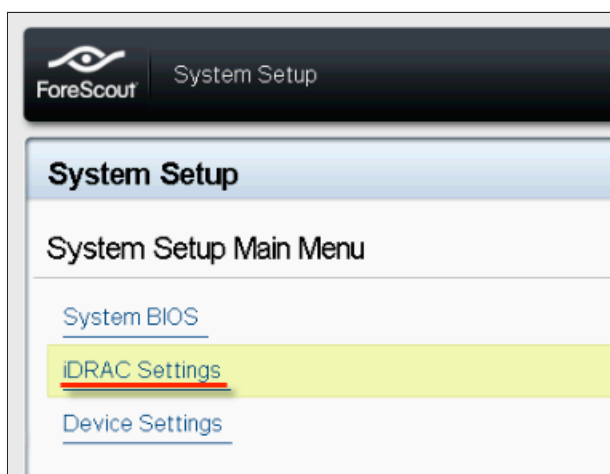 ForeScout
System Setup
System Setup
System Setup Main Menu
System BIOS
iDRAC Settings
Device Settings